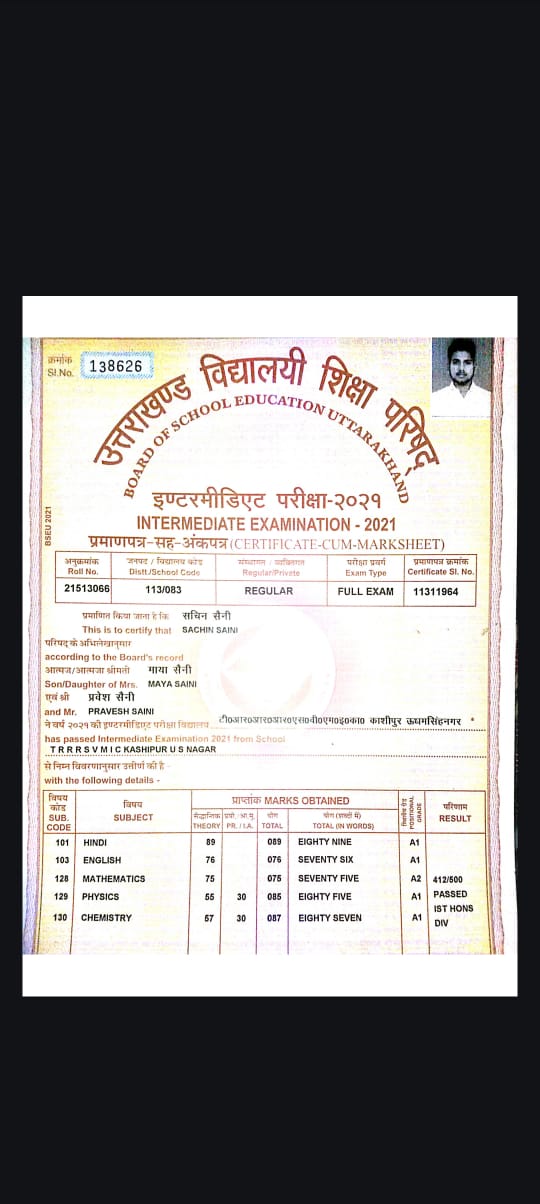 क्रमांक
Sl.No. 138626
उत्तराखण्ड विद्यालयी शिक्षा परिषद्
BOARD OF SCHOOL EDUCATION UTTARAKHAND
BSEU 2021
इण्टरमीडिएट परीक्षा-२०२१
INTERMEDIATE EXAMINATION - 2021
प्रमाणपत्र-सह-अंकपत्र (CERTIFICATE-CUM-MARKSHEET)
अनुक्रमांक जनपद / विद्यालय कोड संस्थागत / व्यक्तिगत परीक्षा प्रवर्ग प्रमाणपत्र क्रमांक
Roll No. Distt./School Code Regular/Private Exam Type Certificate Sl. No.
21513066 113/083 REGULAR FULL EXAM 11311964
प्रमाणित किया जाता है कि सचिन सैनी
This is to certify that SACHIN SAINI
परिषद् के अभिलेखानुसार
according to the Board's record
आत्मज/आत्मजा श्रीमती माया सैनी
Son/Daughter of Mrs. MAYA SAINI
एवं श्री प्रवेश सैनी
and Mr. PRAVESH SAINI
ने वर्ष २०२१ की इण्टरमीडिएट परीक्षा विद्यालय टी०आर०आर०आर०एस०वी०एम०इ०का० काशीपुर ऊधमसिंहनगर *
has passed Intermediate Examination 2021 from School
T R R R S V M I C KASHIPUR U S NAGAR
से निम्न विवरणानुसार उत्तीर्ण की है -
with the following details -
विषय कोड विषय प्राप्तांक MARKS OBTAINED परिणाम
SUB. CODE SUBJECT सैद्धान्तिक THEORY PR. / I.A. योग TOTAL योग (शब्दों में) TOTAL (IN WORDS) POSITIONAL GRADE RESULT
101 HINDI 89 089 EIGHTY NINE A1
103 ENGLISH 76 076 SEVENTY SIX A1
128 MATHEMATICS 75 075 SEVENTY FIVE A2 412/500
129 PHYSICS 55 30 085 EIGHTY FIVE A1 PASSED
IST HONS
130 CHEMISTRY 57 30 087 EIGHTY SEVEN A1 DIV